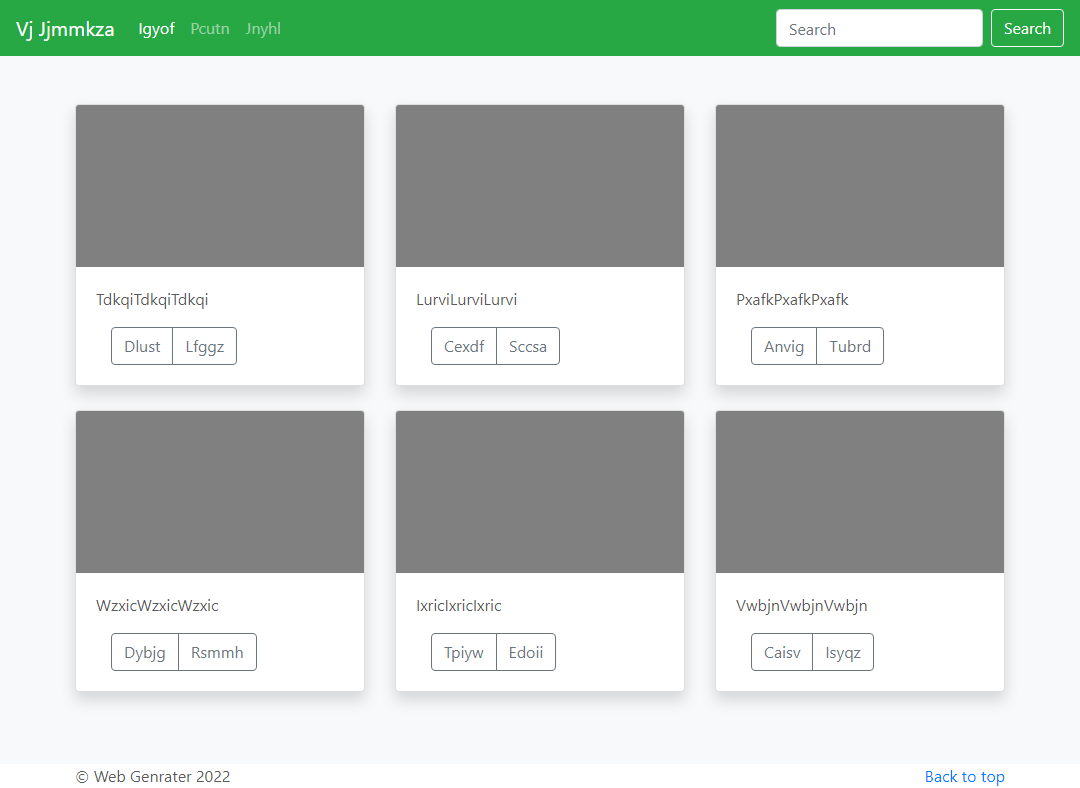 Vj Jjmmkza Igyof Pcutn Jnyhl Search Search
TdkqiTdkqiTdkqi
Dlust Lfggz
LurviLurviLurvi
Cexdf Sccsa
PxafkPxafkPxafk
Anvig Tubrd
WzxicWzxicWzxic
Dybjg Rsmmh
IxricIxricIxric
Tpiyw Edoii
VwbjnVwbjnVwbjn
Caisv Isyqz
© Web Genrater 2022 Back to top